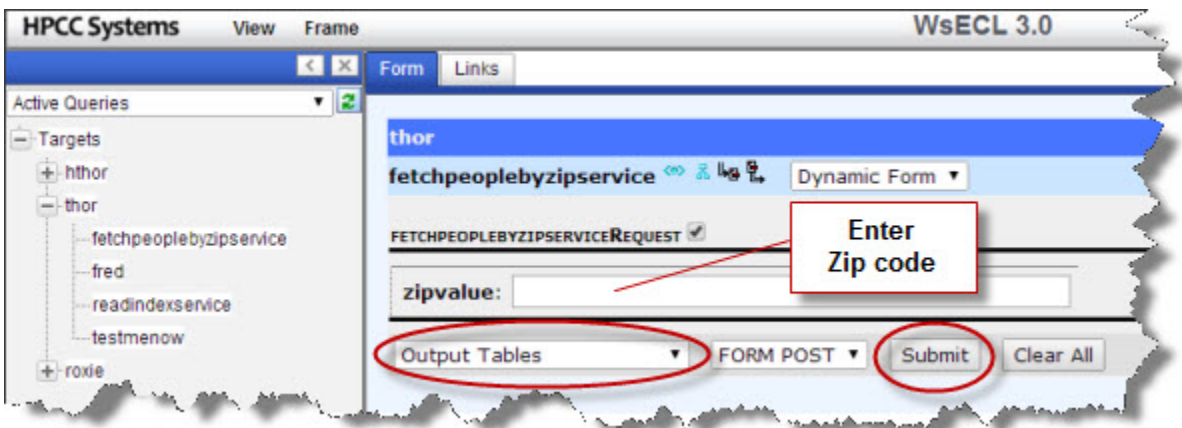 HPCC Systems View Frame WsECL 3.0
Form Links
Active Queries
Targets
hthor
thor
fetchpeoplebyzipservice
fred
readindexservice
testmenow
roxie
thor
fetchpeoplebyzipservice Dynamic Form
FETCHPEOPLEBYZIPSERVICEREQUEST
Enter
Zip code
zipvalue:
Output Tables FORM POST Submit Clear All